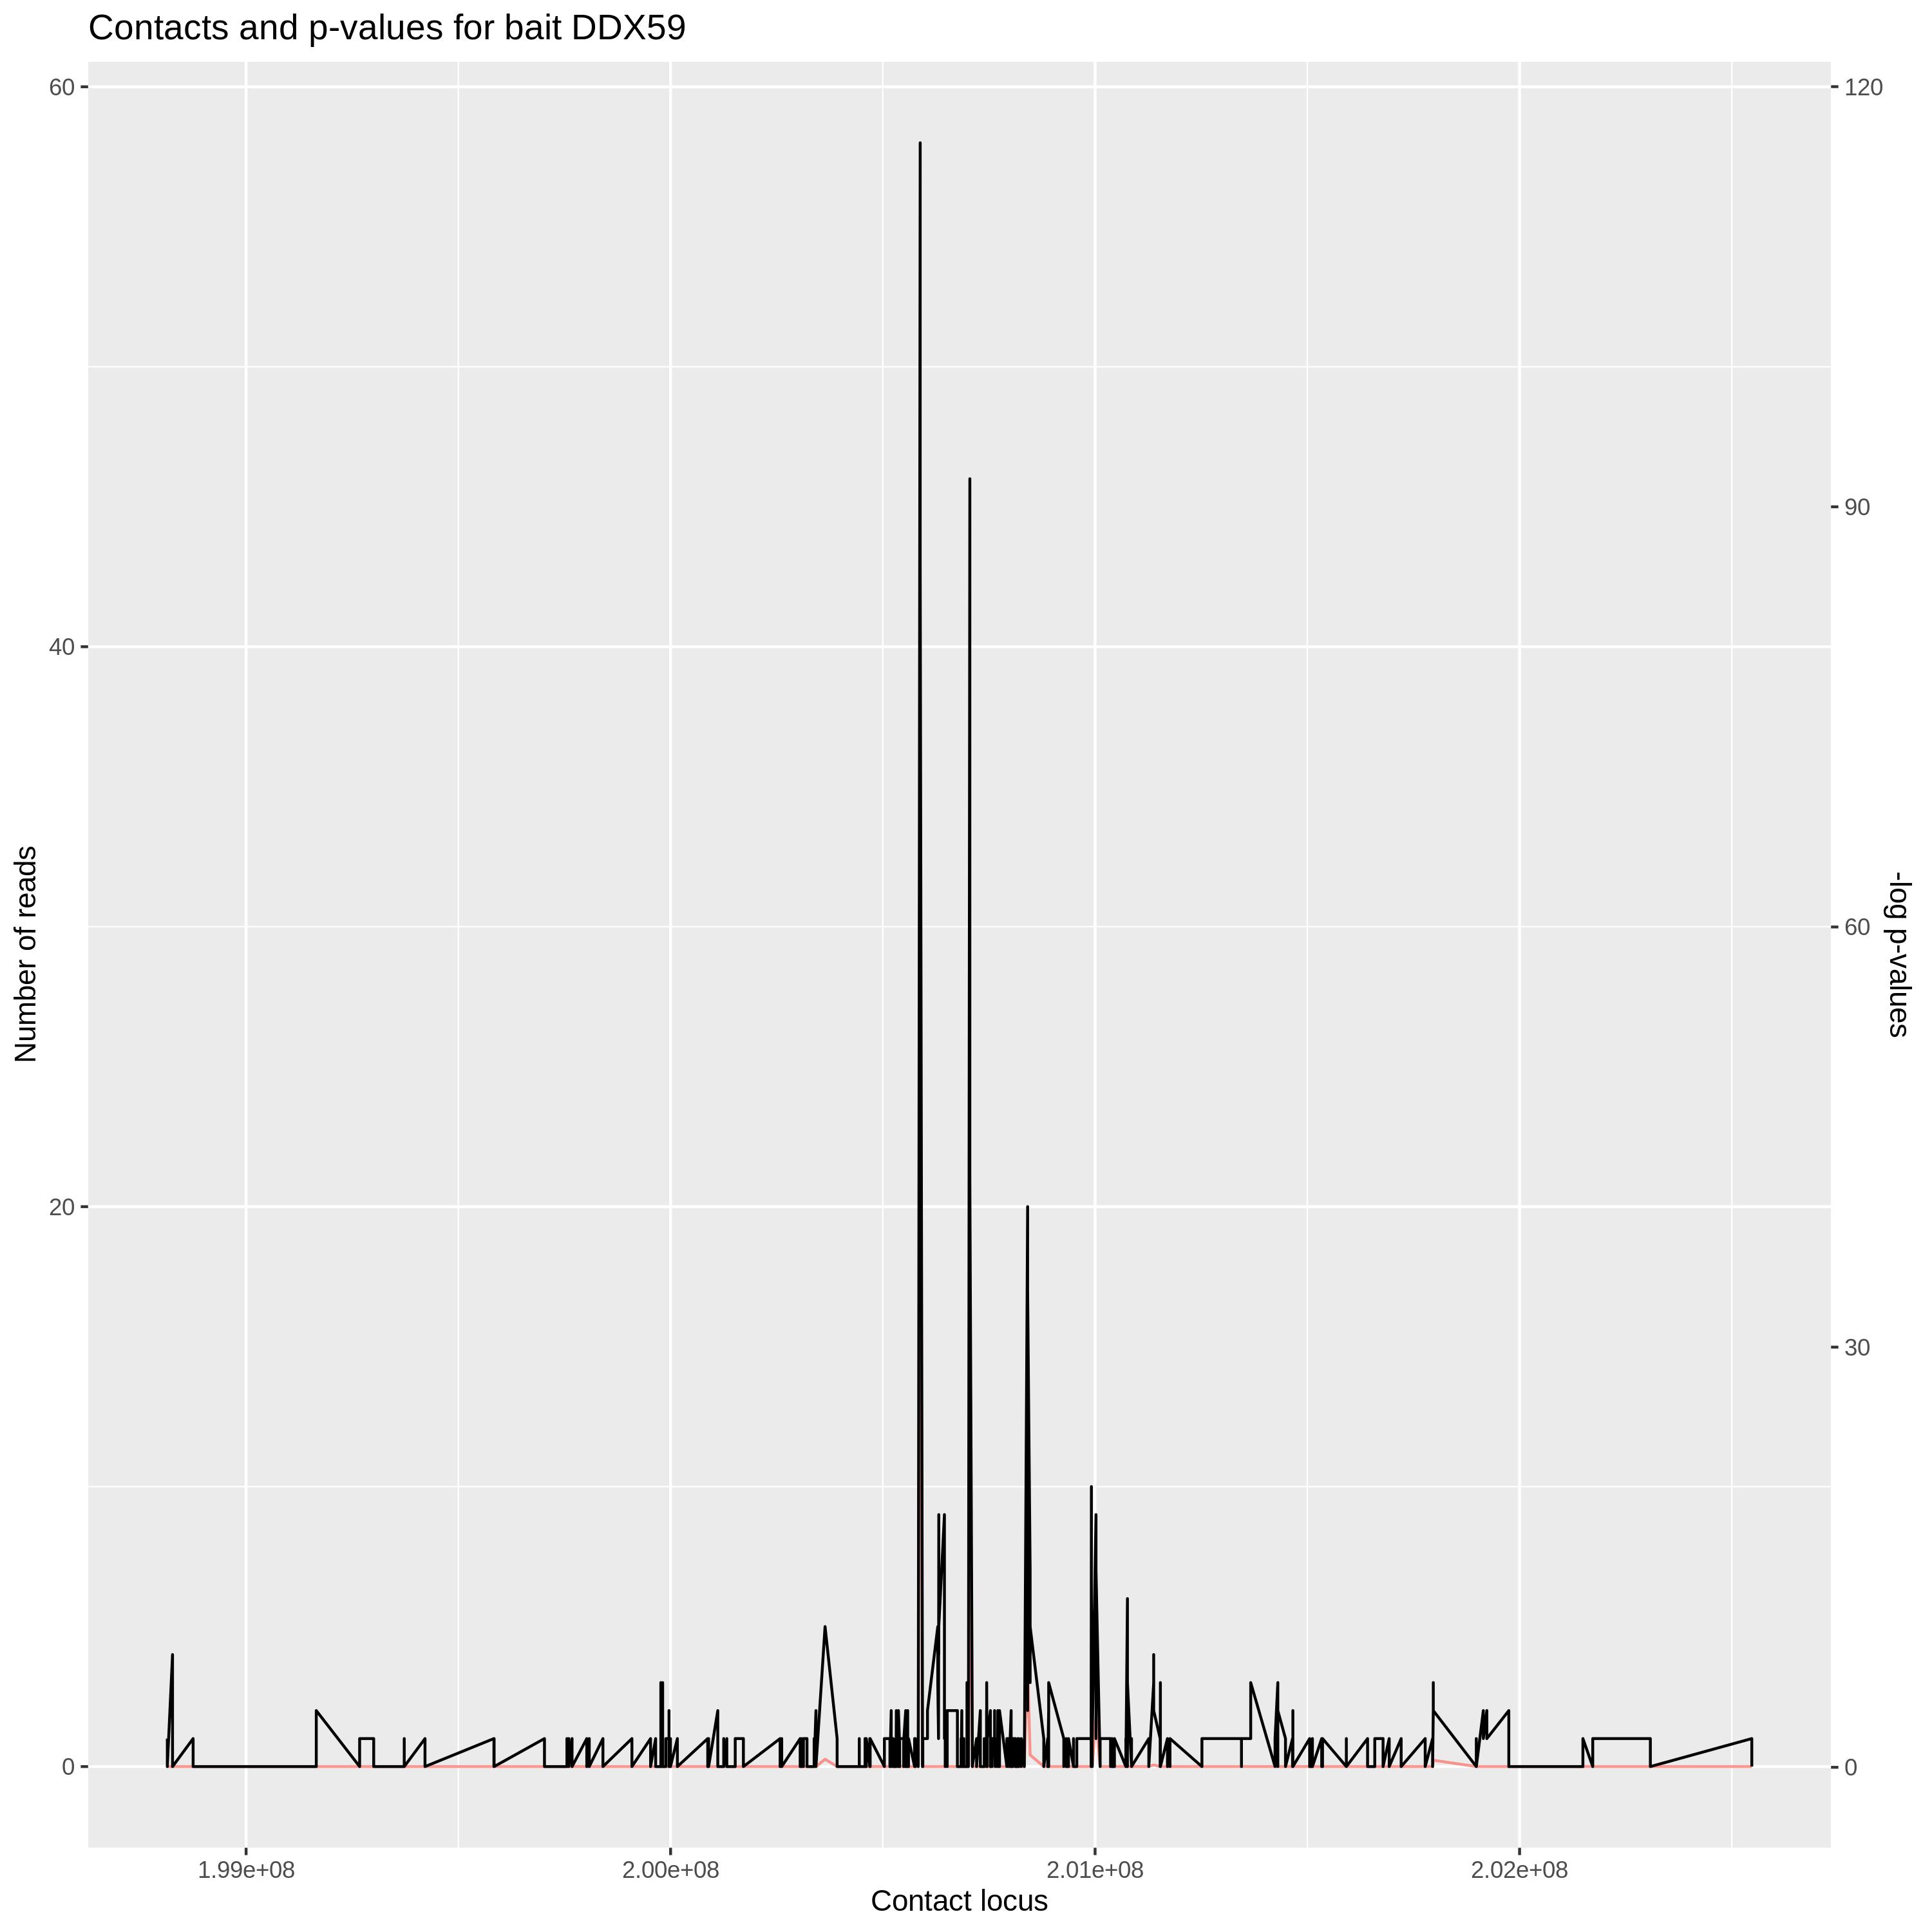 Contacts and p-values for bait DDX59
60
40
20
0
Number of reads
120
90
60
30
0
-log p-values
1.99e+08
2.00e+08
2.01e+08
2.02e+08
Contact locus